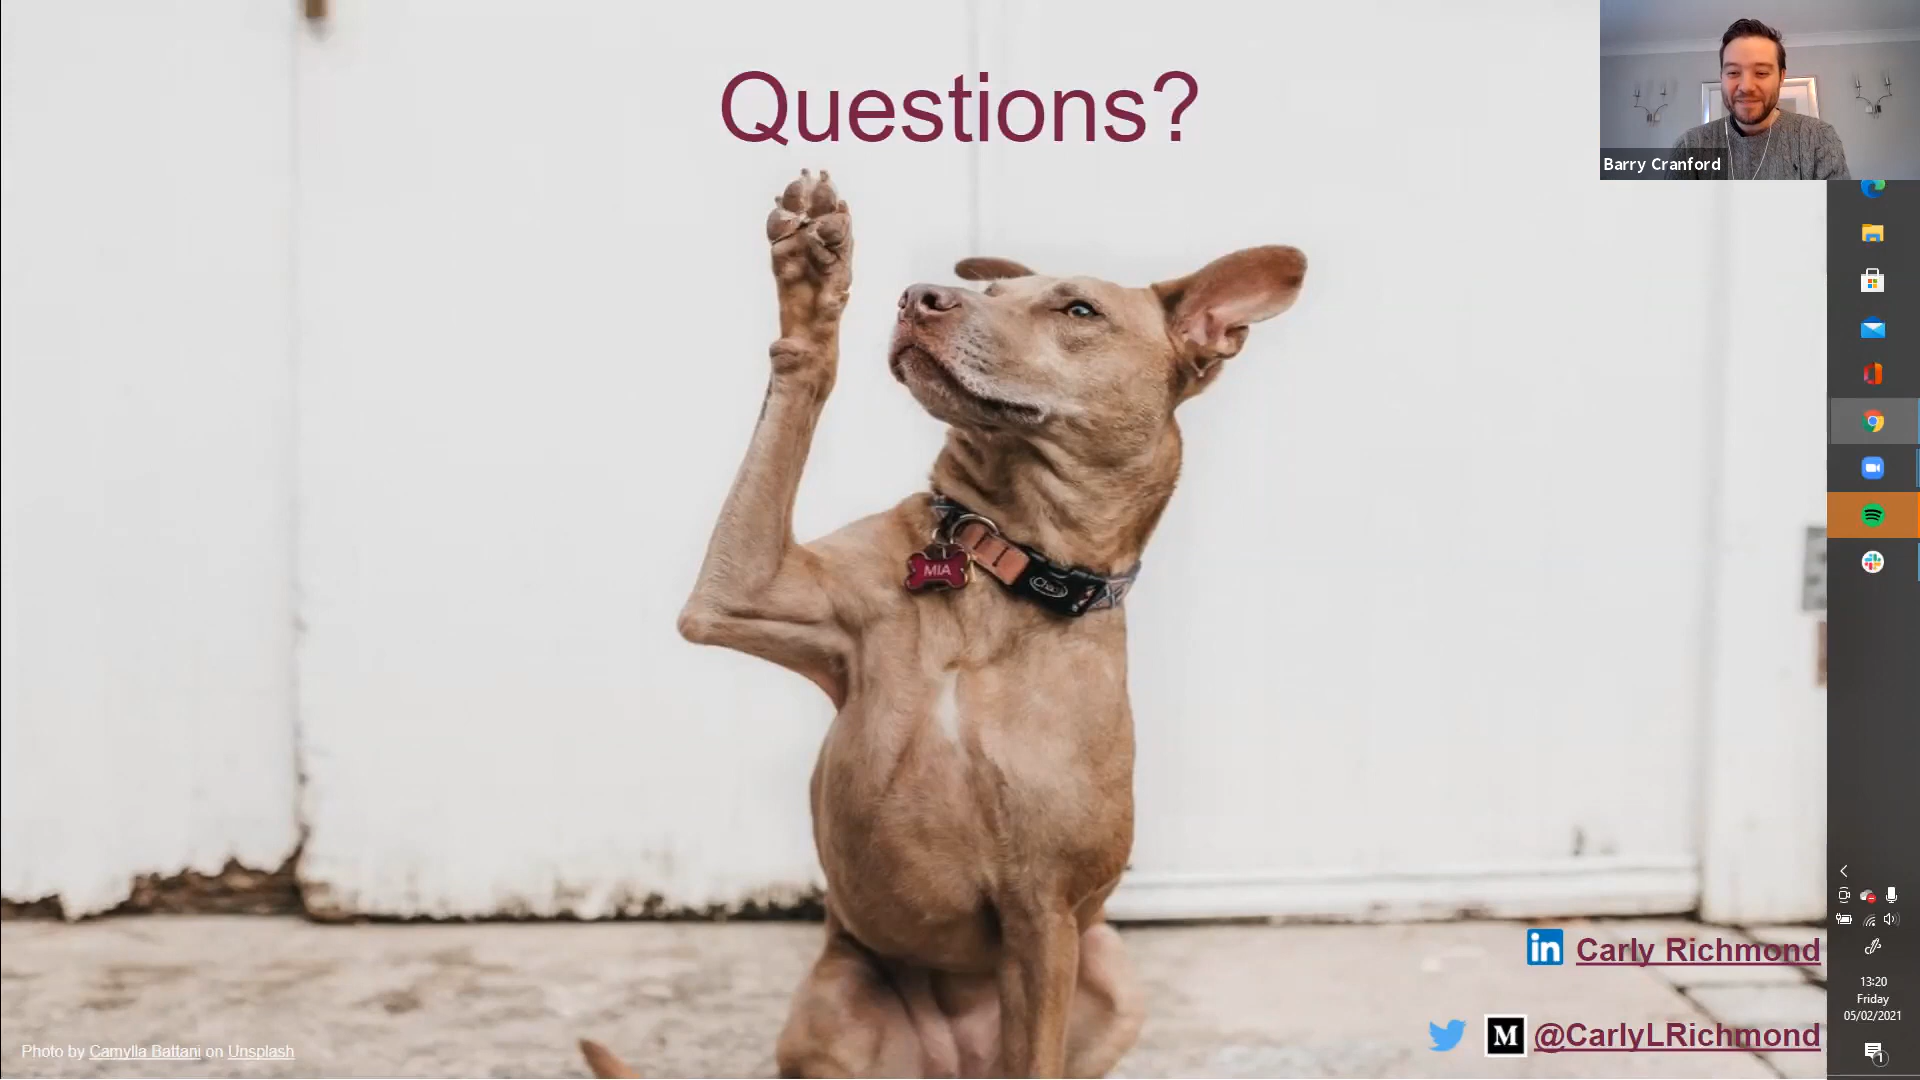 Questions?
Barry Cranford
MIA
Carly Richmond
M @CarlyLRichmond
Photo by Camylla Battani on Unsplash
13:20
Friday
05/02/2021
1